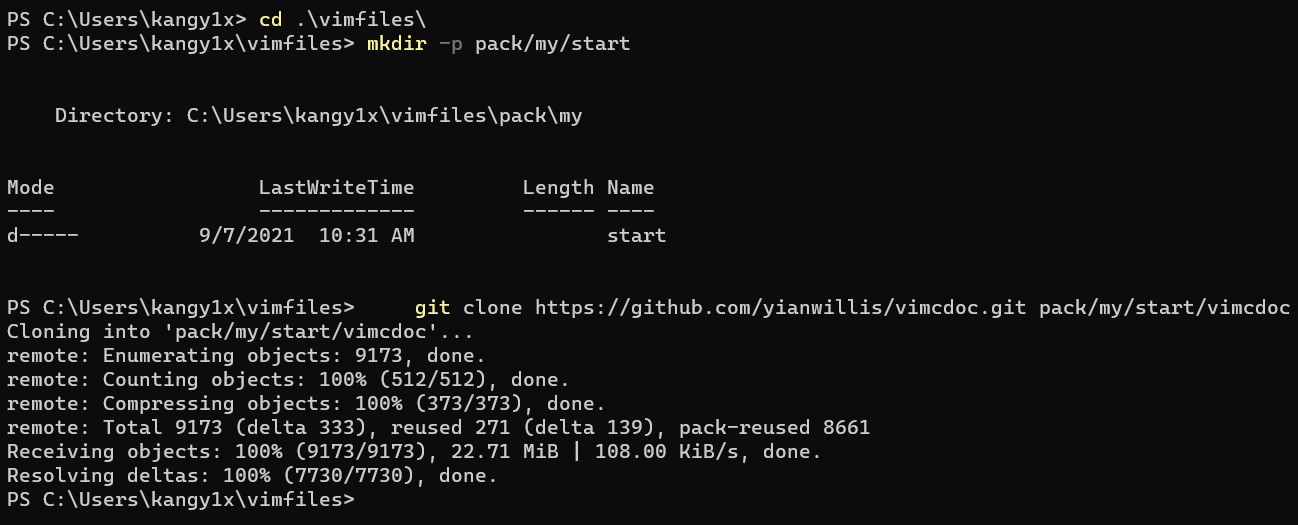 PS C:\Users\kangy1x> cd .\vimfiles\
PS C:\Users\kangy1x\vimfiles> mkdir -p pack/my/start
Directory: C:\Users\kangy1x\vimfiles\pack\my
Mode                 LastWriteTime         Length Name
----                 -------------         ------ ----
d-----          9/7/2021  10:31 AM                start
PS C:\Users\kangy1x\vimfiles>     git clone https://github.com/yianwillis/vimcdoc.git pack/my/start/vimcdoc
Cloning into 'pack/my/start/vimcdoc'...
remote: Enumerating objects: 9173, done.
remote: Counting objects: 100% (512/512), done.
remote: Compressing objects: 100% (373/373), done.
remote: Total 9173 (delta 333), reused 271 (delta 139), pack-reused 8661
Receiving objects: 100% (9173/9173), 22.71 MiB | 108.00 KiB/s, done.
Resolving deltas: 100% (7730/7730), done.
PS C:\Users\kangy1x\vimfiles>